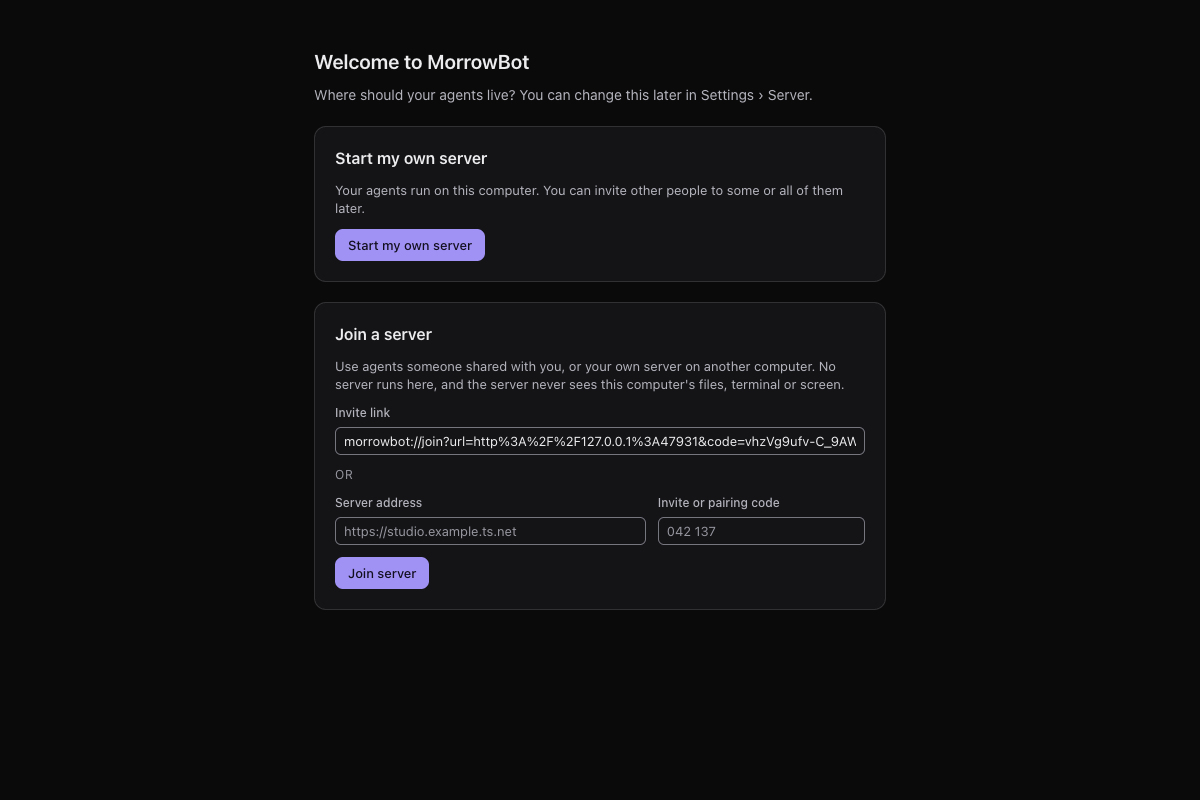 Welcome to MorrowBot
Where should your agents live? You can change this later in Settings › Server.
Start my own server
Your agents run on this computer. You can invite other people to some or all of them
later.
Start my own server
Join a server
Use agents someone shared with you, or your own server on another computer. No
server runs here, and the server never sees this computer's files, terminal or screen.
Invite link
morrowbot://join?url=http%3A%2F%2F127.0.0.1%3A47931&code=vhzVg9ufv-C_9AW
OR
Server address
Invite or pairing code
https://studio.example.ts.net
042 137
Join server